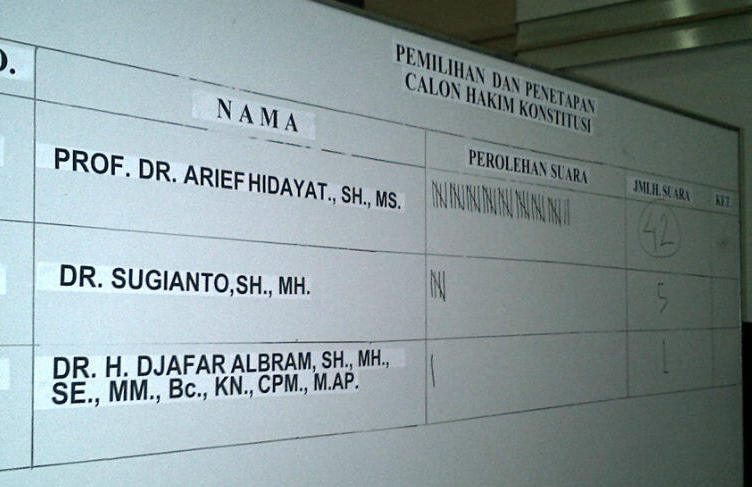 PEMILIHAN DAN PENETAPAN
CALON HAKIM KONSTITUSI
O.
NAMA
PEROLEHAN SUARA
JMLH. SUARA
KET.
PROF. DR. ARIEF HIDAYAT., SH., MS.
42
DR. SUGIANTO,SH., MH.
5
DR. H. DJAFAR ALBRAM, SH., MH.,
SE., MM., Bc., KN., CPM., M.AP.
1